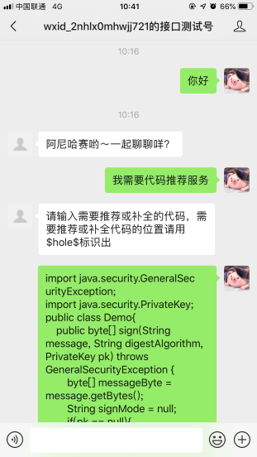 中国联通 4G 10:41 66%
wxid_2nhlx0mhwjj721的接口测试号
10:16
你好
10:16
阿尼哈赛哟～一起聊聊咩？
我需要代码推荐服务
请输入需要推荐或补全的代码，需
要推荐或补全代码的位置请用
$hole$标识出
import java.security.GeneralSec
urityException;
import java.security.PrivateKey;
public class Demo{
public byte[] sign(String
message, String digestAlgorithm,
PrivateKey pk) throws
GeneralSecurityException {
byte[] messageByte =
message.getBytes();
String signMode = null;
if(pk == null){